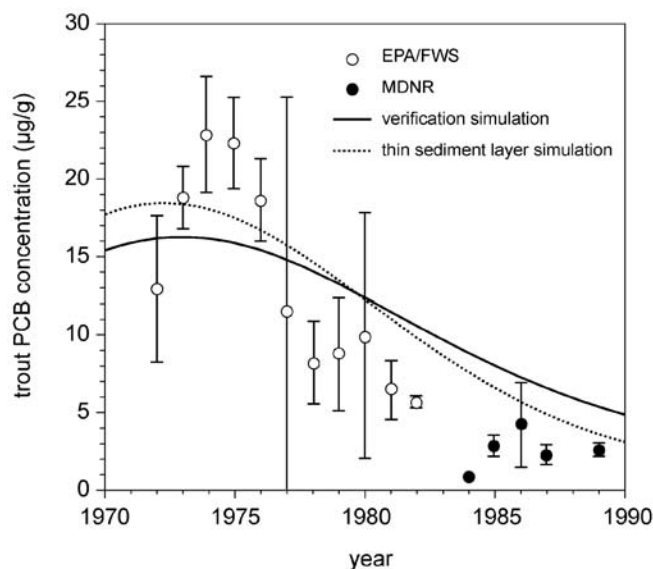 30
25
20
15
10
5
0
trout PCB concentration (μg/g)
EPA/FWS
MDNR
verification simulation
thin sediment layer simulation
1970 1975 1980 1985 1990
year